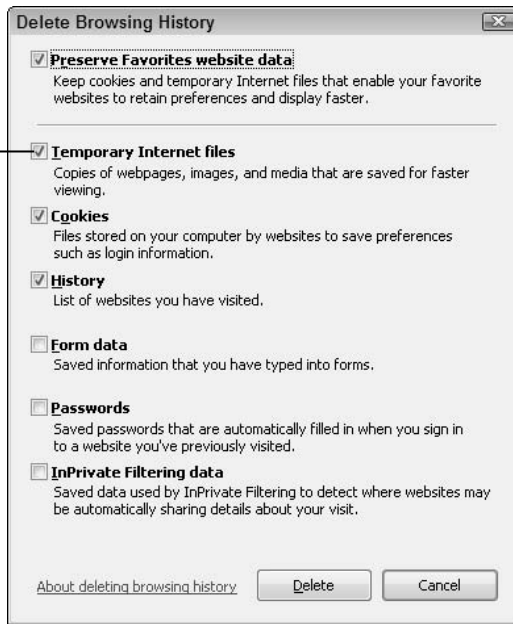 Delete Browsing History
Preserve Favorites website data
Keep cookies and temporary Internet files that enable your favorite
websites to retain preferences and display faster.
Temporary Internet files
Copies of webpages, images, and media that are saved for faster
viewing.
Cookies
Files stored on your computer by websites to save preferences
such as login information.
History
List of websites you have visited.
Form data
Saved information that you have typed into forms.
Passwords
Saved passwords that are automatically filled in when you sign in
to a website you've previously visited.
InPrivate Filtering data
Saved data used by InPrivate Filtering to detect where websites may
be automatically sharing details about your visit.
About deleting browsing history
Delete
Cancel